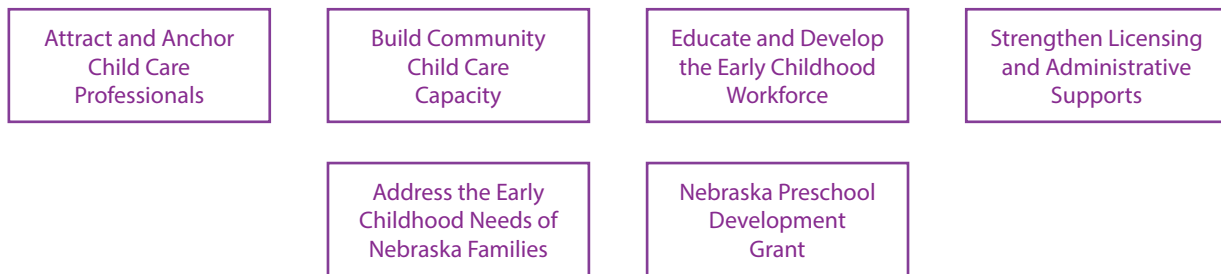 Attract and Anchor
Child Care
Professionals
Build Community
Child Care
Capacity
Educate and Develop
the Early Childhood
Workforce
Strengthen Licensing
and Administrative
Supports
Address the Early
Childhood Needs of
Nebraska Families
Nebraska Preschool
Development
Grant